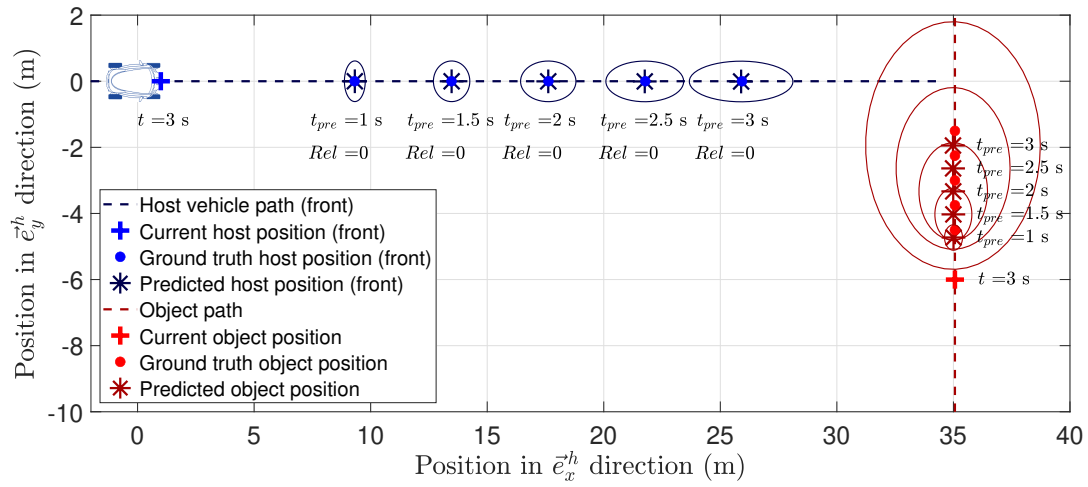 2
0
-2
-4
-6
-8
-10
Position in $\vec{e}_y^h$ direction (m)
t =3 s
t_pre =1 s
t_pre =1.5 s
t_pre =2 s
t_pre =2.5 s
t_pre =3 s
Rel =0
Rel =0
Rel =0
Rel =0
Rel =0
t_pre =3 s
t_pre =2.5 s
t_pre =2 s
t_pre =1.5 s
t_pre =1 s
t =3 s
Host vehicle path (front)
Current host position (front)
Ground truth host position (front)
Predicted host position (front)
Object path
Current object position
Ground truth object position
Predicted object position
0 5 10 15 20 25 30 35 40
Position in $\vec{e}_x^h$ direction (m)